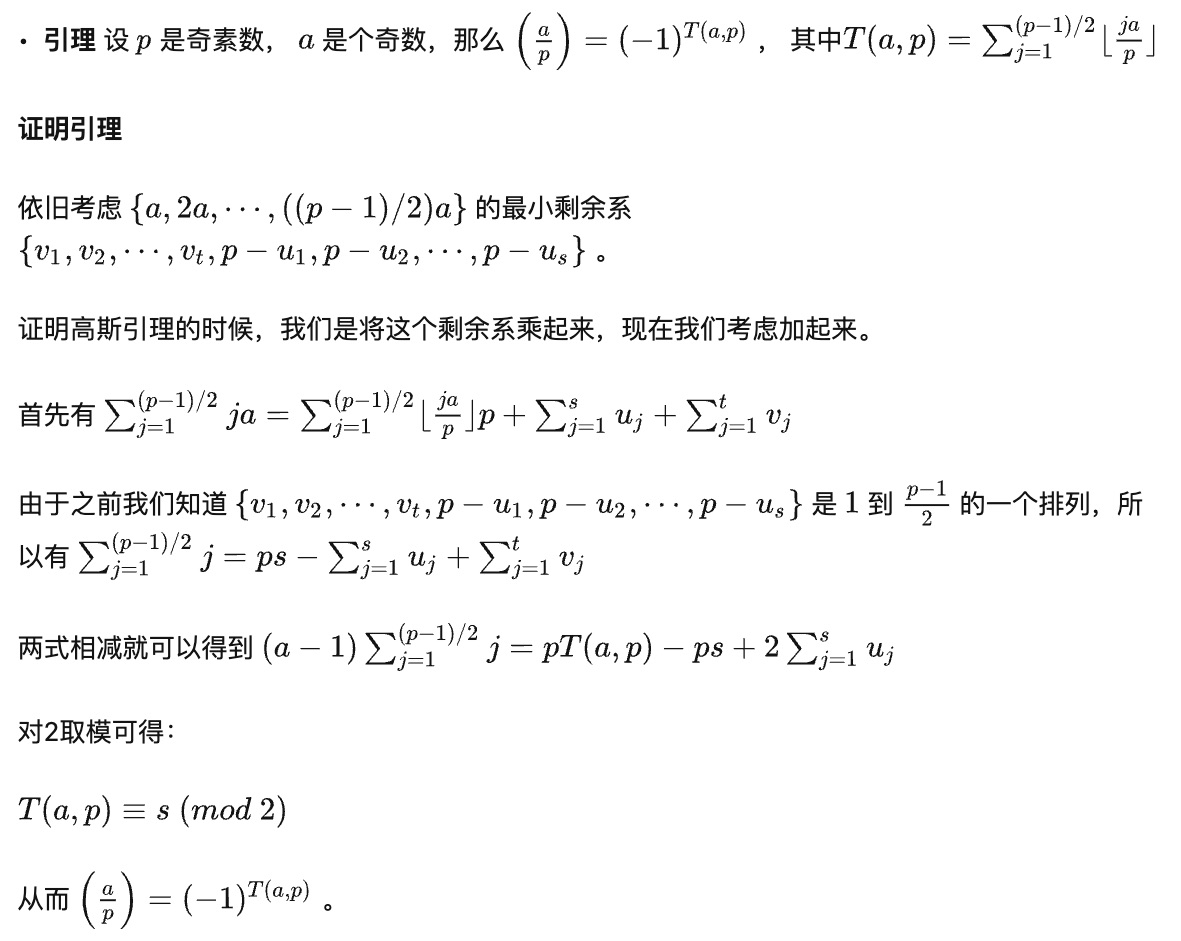 · 引理 设 $p$ 是奇素数， $a$ 是个奇数，那么 $\left(\frac{a}{p}\right) = (-1)^{T(a,p)}$ ， 其中$T(a,p) = \sum_{j=1}^{(p-1)/2} \lfloor \frac{ja}{p} \rfloor$
证明引理
依旧考虑 $\{a, 2a, \cdots, ((p-1)/2)a\}$ 的最小剩余系
$\{v_1, v_2, \cdots, v_t, p-u_1, p-u_2, \cdots, p-u_s\}$ 。
证明高斯引理的时候，我们是将这个剩余系乘起来，现在我们考虑加起来。
首先有 $\sum_{j=1}^{(p-1)/2} ja = \sum_{j=1}^{(p-1)/2} \lfloor \frac{ja}{p} \rfloor p + \sum_{j=1}^{s} u_j + \sum_{j=1}^{t} v_j$
由于之前我们知道 $\{v_1, v_2, \cdots, v_t, p-u_1, p-u_2, \cdots, p-u_s\}$ 是 $1$ 到 $\frac{p-1}{2}$ 的一个排列，所
以有 $\sum_{j=1}^{(p-1)/2} j = ps - \sum_{j=1}^{s} u_j + \sum_{j=1}^{t} v_j$
两式相减就可以得到 $(a-1)\sum_{j=1}^{(p-1)/2} j = pT(a,p) - ps + 2\sum_{j=1}^{s} u_j$
对2取模可得：
$T(a,p) \equiv s \ (mod \ 2)$
从而 $\left(\frac{a}{p}\right) = (-1)^{T(a,p)}$ 。